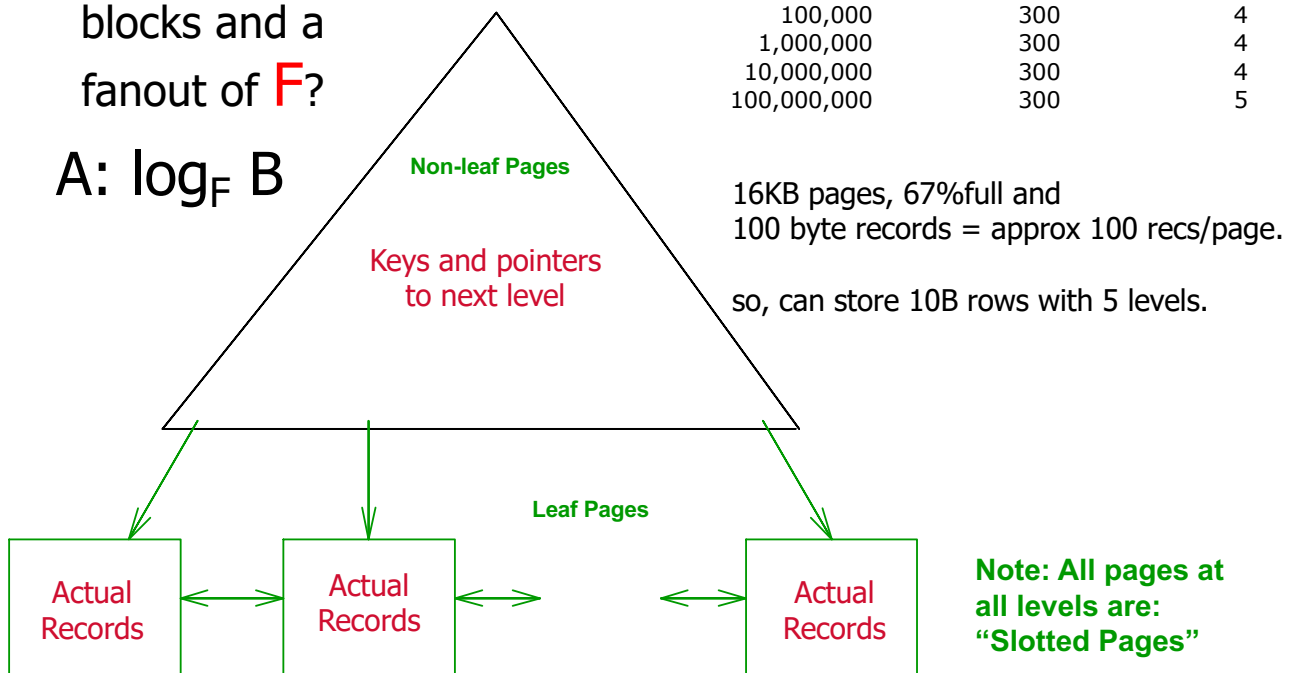 blocks and a
fanout of F?
A: logF B
100,000 300 4
1,000,000 300 4
10,000,000 300 4
100,000,000 300 5
16KB pages, 67%full and
100 byte records = approx 100 recs/page.
so, can store 10B rows with 5 levels.
Non-leaf Pages
Keys and pointers
to next level
Leaf Pages
Actual
Records
Actual
Records
Actual
Records
Note: All pages at
all levels are:
“Slotted Pages”